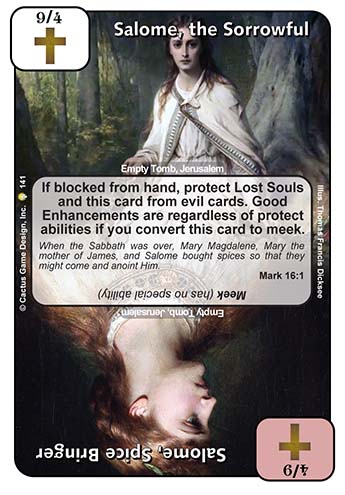 9/4
Salome, the Sorrowful
Empty Tomb, Jerusalem
If blocked from hand, protect Lost Souls
and this card from evil cards. Good
Enhancements are regardless of protect
abilities if you convert this card to meek.
When the Sabbath was over, Mary Magdalene, Mary the
mother of James, and Salome bought spices so that they
might come and anoint Him.
Mark 16:1
© Cactus Game Design, Inc. 141
Illus. Thomas Francis Dicksee
Meek (has no special ability)
Empty Tomb, Jerusalem
Salome, Spice Bringer
4/9